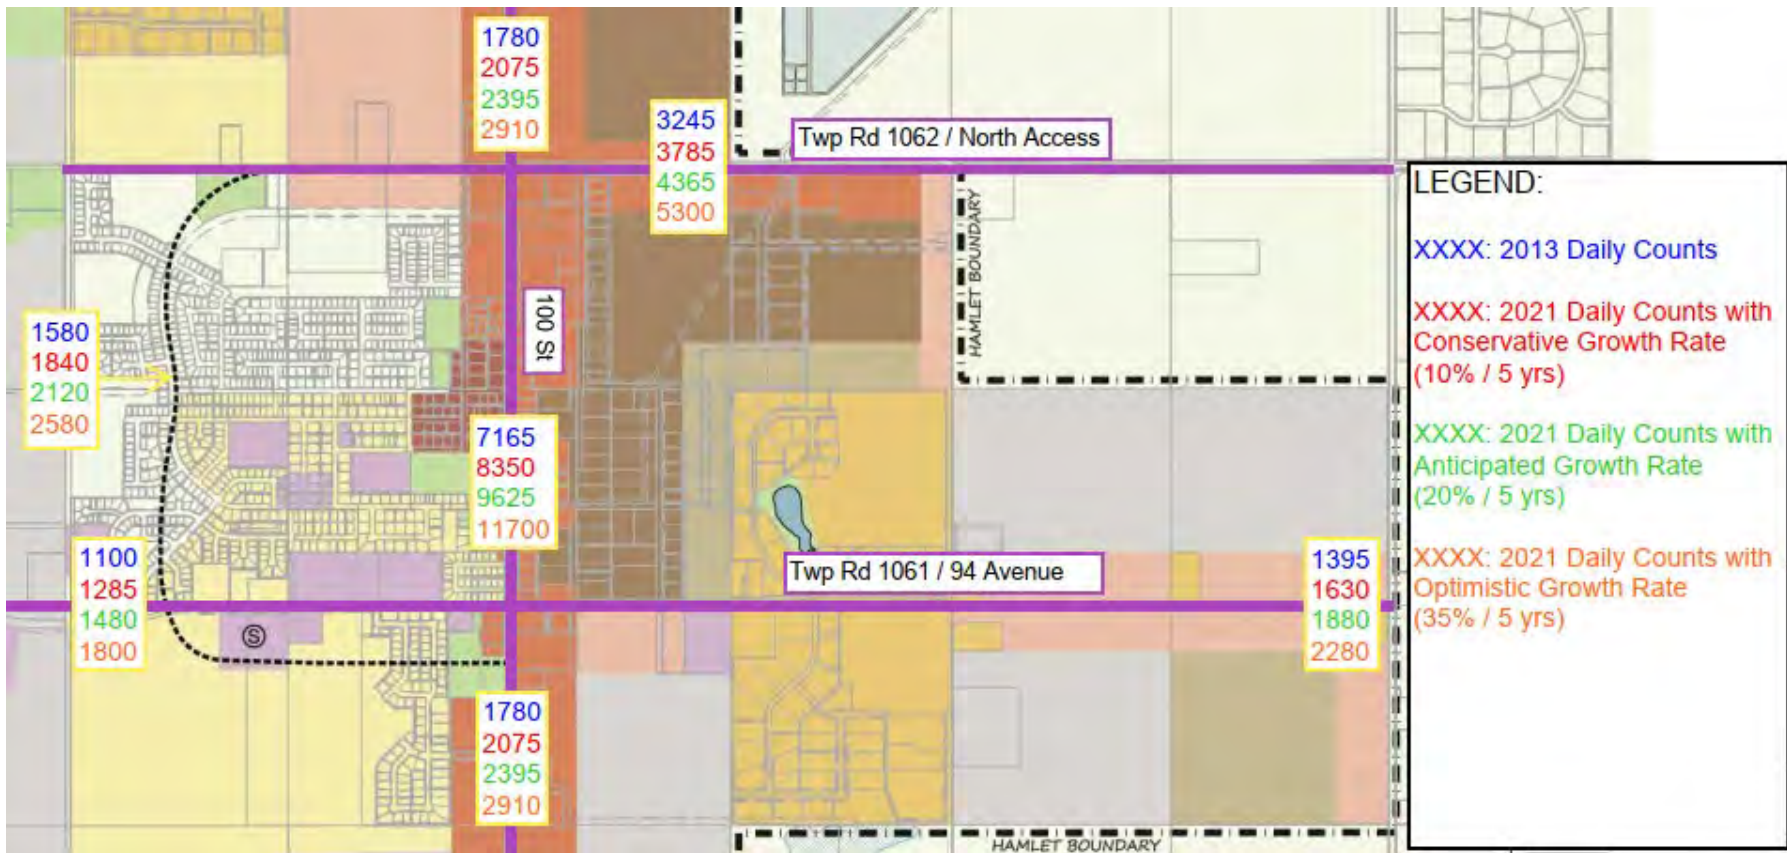 1780
2075
2395
2910
3245
3785
4365
5300
Twp Rd 1062 / North Access
HAMLET BOUNDARY
100 St
1580
1840
2120
2580
7165
8350
9625
11700
1100
1285
1480
1800
Twp Rd 1061 / 94 Avenue
1395
1630
1880
2280
S
1780
2075
2395
2910
HAMLET BOUNDARY
LEGEND:
XXXX: 2013 Daily Counts
XXXX: 2021 Daily Counts with
Conservative Growth Rate
(10% / 5 yrs)
XXXX: 2021 Daily Counts with
Anticipated Growth Rate
(20% / 5 yrs)
XXXX: 2021 Daily Counts with
Optimistic Growth Rate
(35% / 5 yrs)